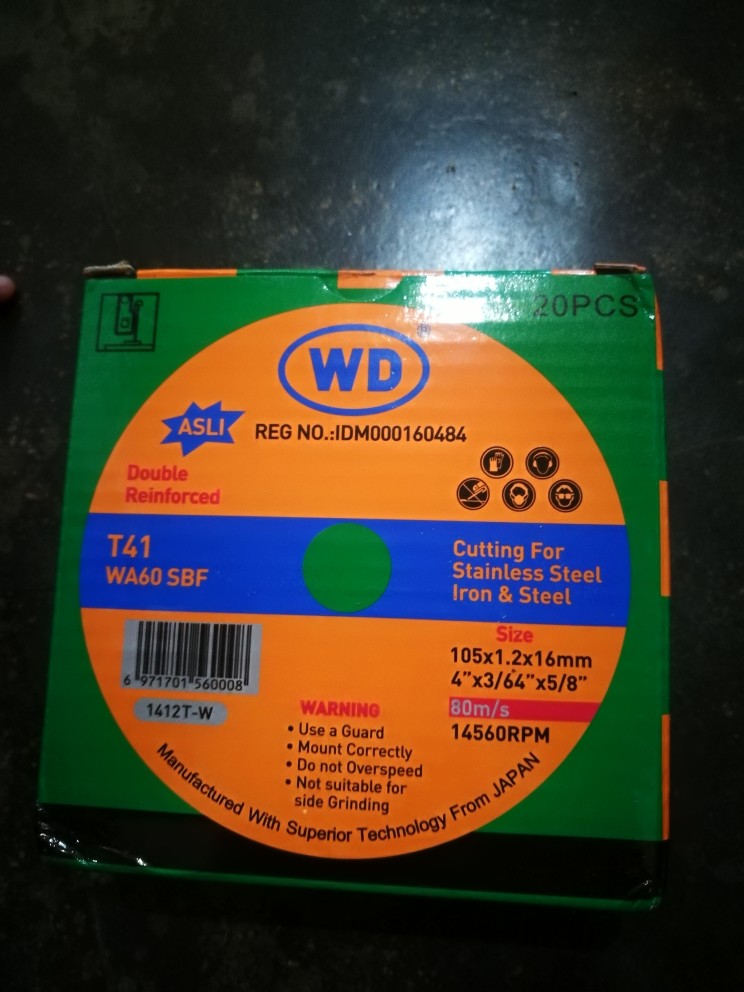 20PCS
WD®
ASLI
REG NO.:IDM000160484
Double
Reinforced
T41
WA60 SBF
Cutting For
Stainless Steel
Iron & Steel
Size
105x1.2x16mm
4”x3/64”x5/8”
80m/s
14560RPM
6 971701 560008
1412T-W
WARNING
• Use a Guard
• Mount Correctly
• Do not Overspeed
• Not suitable for
side Grinding
Manufactured With Superior Technology From JAPAN